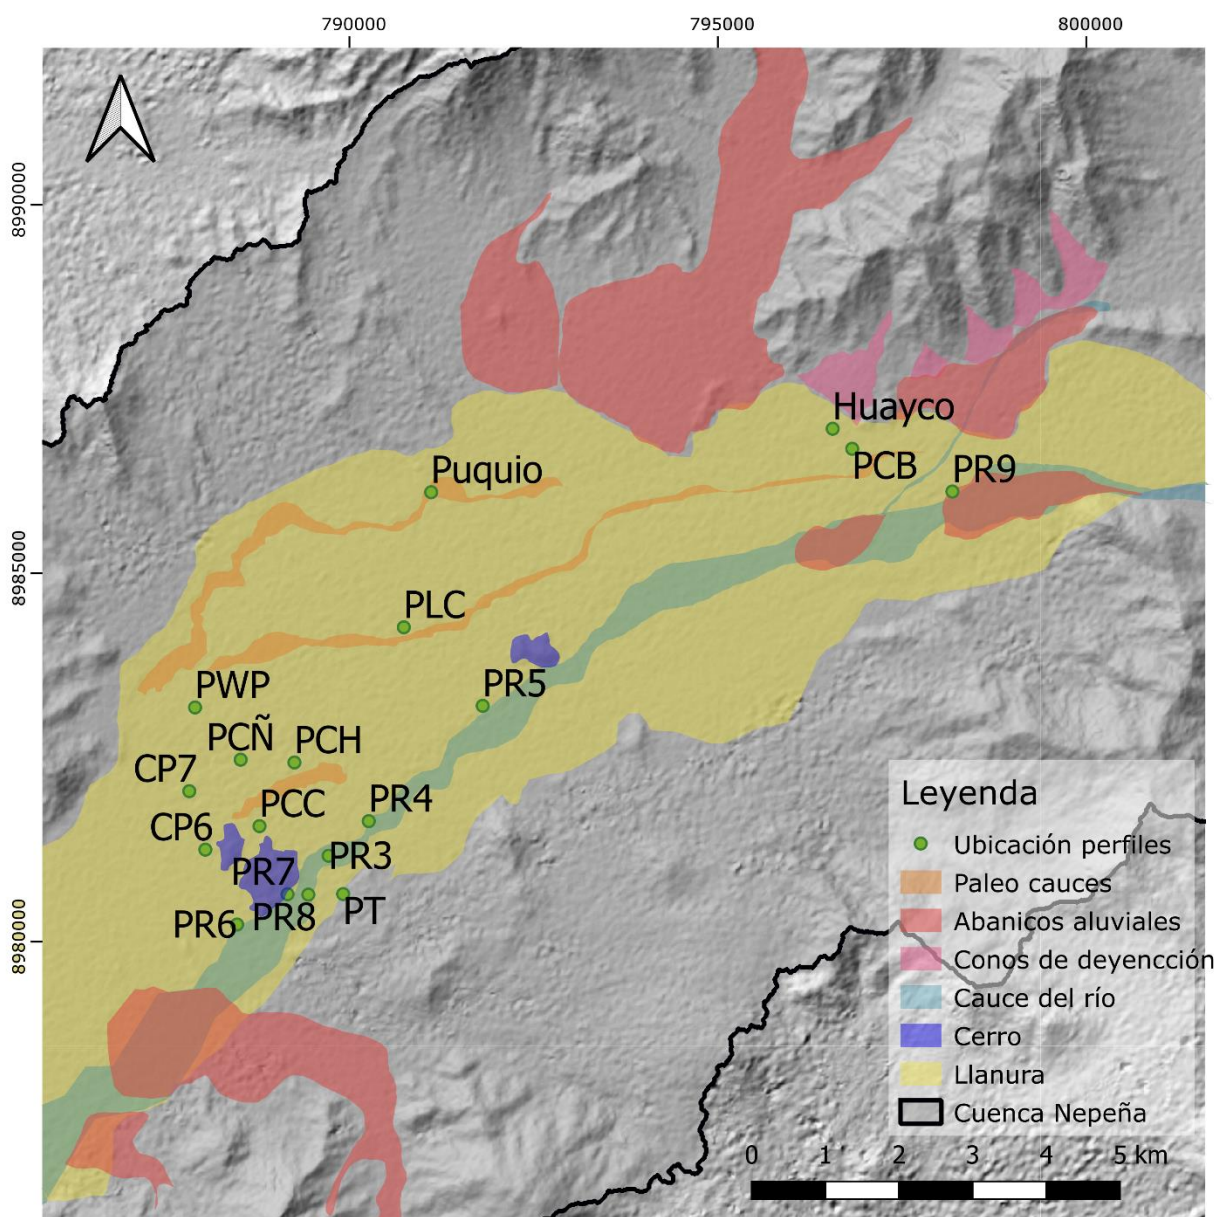 790000
795000
800000
8990000
8985000
8980000
Huayco
PCB
PR9
Puquio
PLC
PR5
PWP
PCÑ
PCH
CP7
PCC
PR4
CP6
PR3
PR7
PR8
PT
PR6
Leyenda
Ubicación perfiles
Paleo cauces
Abanicos aluviales
Conos de deyencción
Cauce del río
Cerro
Llanura
Cuenca Nepeña
0 1 2 3 4 5 km